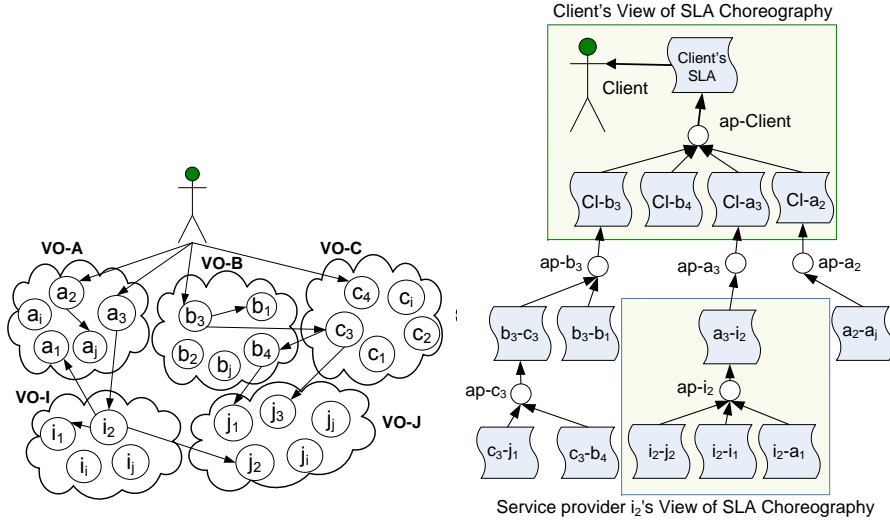 Client's View of SLA Choreography
Client
Client's
SLA
ap-Client
Cl-b3
Cl-b4
Cl-a3
Cl-a2
ap-b3
ap-a3
ap-a2
b3-c3
b3-b1
a3-i2
a2-aj
ap-c3
ap-i2
c3-j1
c3-b4
i2-j2
i2-i1
i2-a1
Service provider i2's View of SLA Choreography
VO-A
VO-B
VO-C
a2
ai
a3
a1
aj
b3
b1
b2
bj
b4
c4
ci
c3
c2
c1
VO-I
VO-J
i1
i2
ii
ij
j1
j3
jj
j2
ji